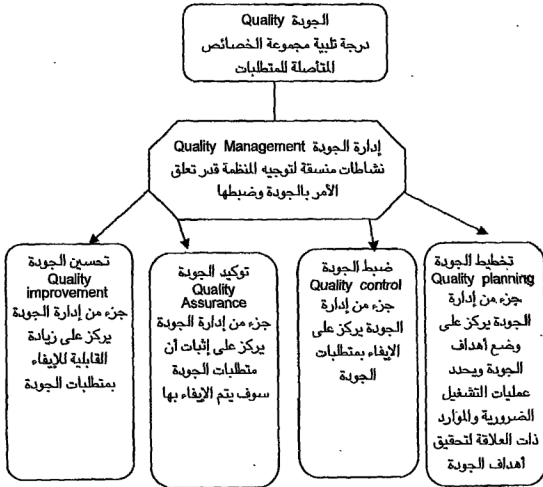 الجودة Quality
درجة تلبية مجموعة الخصائص
المتأصلة للمتطلبات
إدارة الجودة Quality Management
نشاطات منسقة لتوجيه المنظمة قدر تعلق
الأمر بالجودة وضبطها
تخطيط الجودة
Quality planning
جزء من إدارة
الجودة يركز على
وضع أهداف
الجودة ويحدد
عمليات التشغيل
الضرورية والموارد
ذات العلاقة لتحقيق
أهداف الجودة
ضبط الجودة
Quality control
جزء من إدارة
الجودة يركز على
الإيفاء بمتطلبات
الجودة
توكيد الجودة
Quality
Assurance
جزء من إدارة الجودة
يركز على إثبات أن
متطلبات الجودة
سوف يتم الإيفاء بها
تحسين الجودة
Quality
improvement
جزء من إدارة الجودة
يركز على زيادة
القابلية للإيفاء
بمتطلبات الجودة